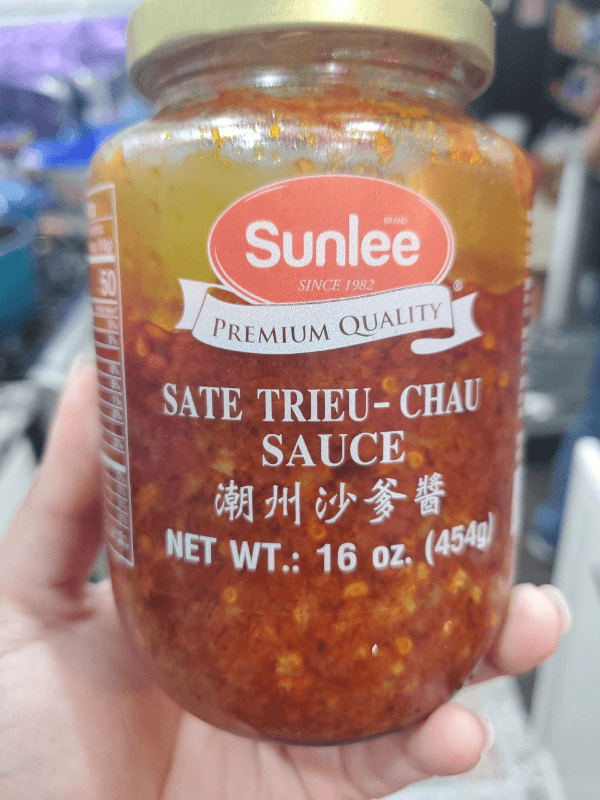 BRAND
Sunlee
SINCE 1982
®
PREMIUM QUALITY
SATE TRIEU-CHAU
SAUCE
潮州沙爹醬
NET WT.: 16 oz. (454g)
50